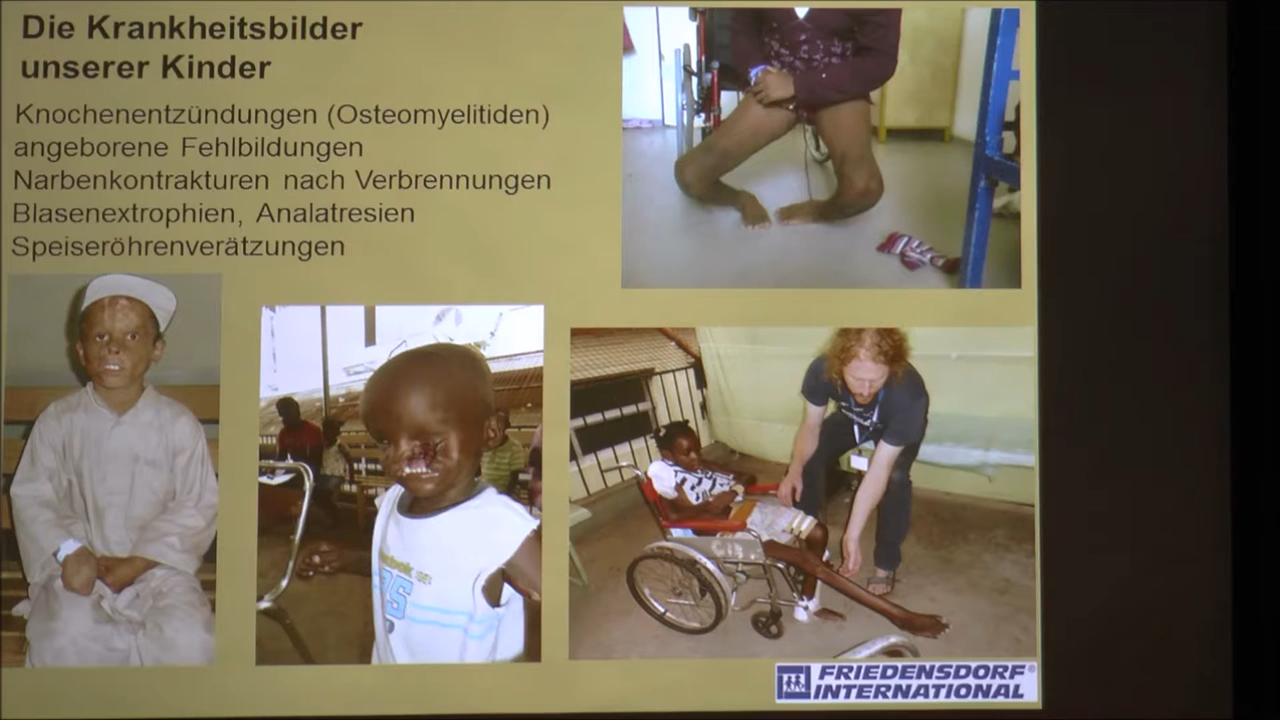 Die Krankheitsbilder
unserer Kinder
Knochenentzündungen (Osteomyelitiden)
angeborene Fehlbildungen
Narbenkontrakturen nach Verbrennungen
Blasenextrophien, Analatresien
Speiseröhrenverätzungen
FRIEDENSDORF®
INTERNATIONAL